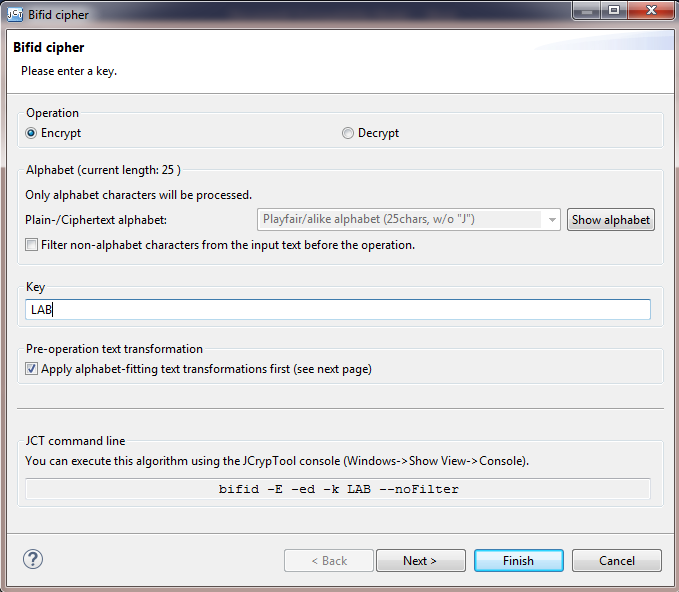 JCT Bifid cipher
Bifid cipher
Please enter a key.
Operation
Encrypt Decrypt
Alphabet (current length: 25 )
Only alphabet characters will be processed.
Plain-/Ciphertext alphabet: Playfair/alike alphabet (25chars, w/o "J") Show alphabet
Filter non-alphabet characters from the input text before the operation.
Key
LAB
Pre-operation text transformation
Apply alphabet-fitting text transformations first (see next page)
JCT command line
You can execute this algorithm using the JCrypTool console (Windows->Show View->Console).
bifid -E -ed -k LAB --noFilter
? < Back Next > Finish Cancel